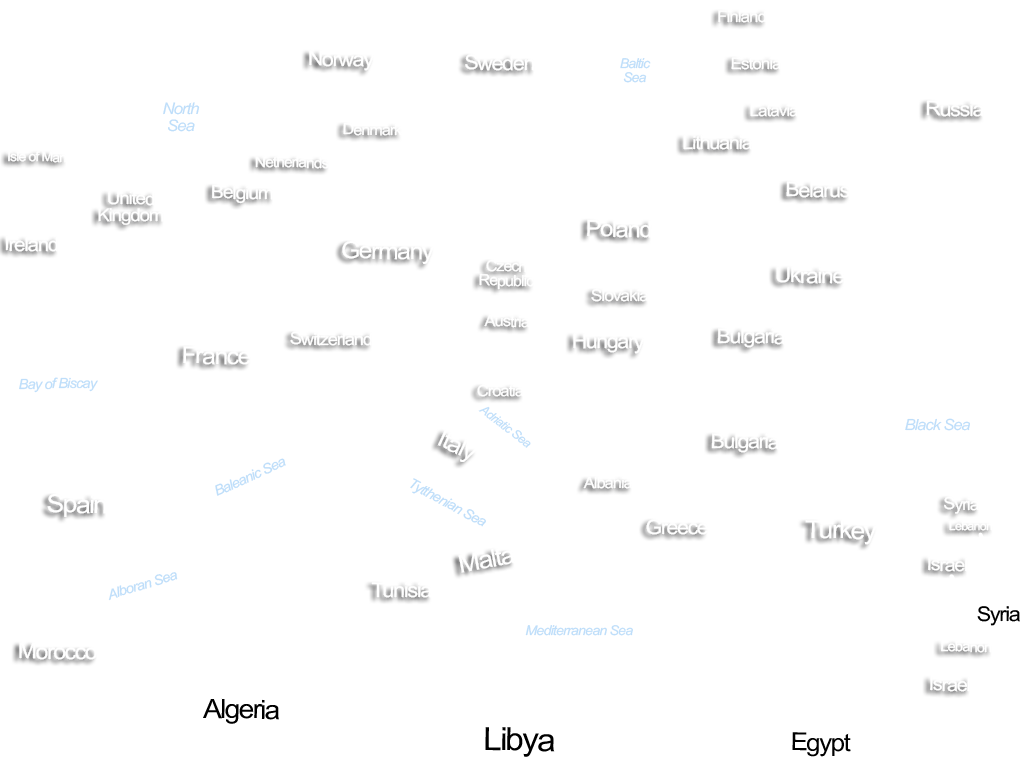 Finland
Norway
Sweden
Baltic
Sea
Estonia
North
Sea
Latavia
Russia
Denmark
Lithuania
Isle of Man
Netherlands
United
Kingdom
Belgium
Belarus
Poland
Ireland
Germany
Czech
Republic
Ukraine
Slovakia
Austria
Switzerland
Hungary
Bulgaria
France
Bay of Biscay
Croatia
Adriatic Sea
Black Sea
Italy
Bulgaria
Baleanic Sea
Albania
Tytthenian Sea
Spain
Syria
Lebanon
Greece
Turkey
Malta
Israel
Alboran Sea
Tunisia
Syria
Mediterranean Sea
Morocco
Lebanon
Israel
Algeria
Libya
Egypt